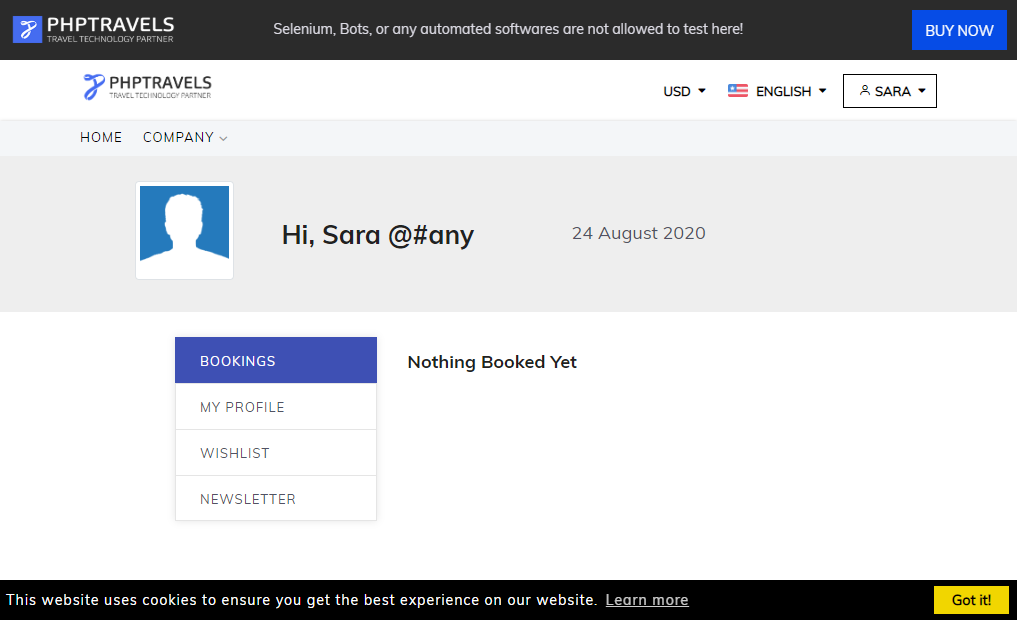 PHPTRAVELS
TRAVEL TECHNOLOGY PARTNER
Selenium, Bots, or any automated softwares are not allowed to test here!
BUY NOW
PHPTRAVELS
TRAVEL TECHNOLOGY PARTNER
USD
ENGLISH
SARA
HOME
COMPANY
Hi, Sara @#any
24 August 2020
BOOKINGS
Nothing Booked Yet
MY PROFILE
WISHLIST
NEWSLETTER
This website uses cookies to ensure you get the best experience on our website. Learn more
Got it!